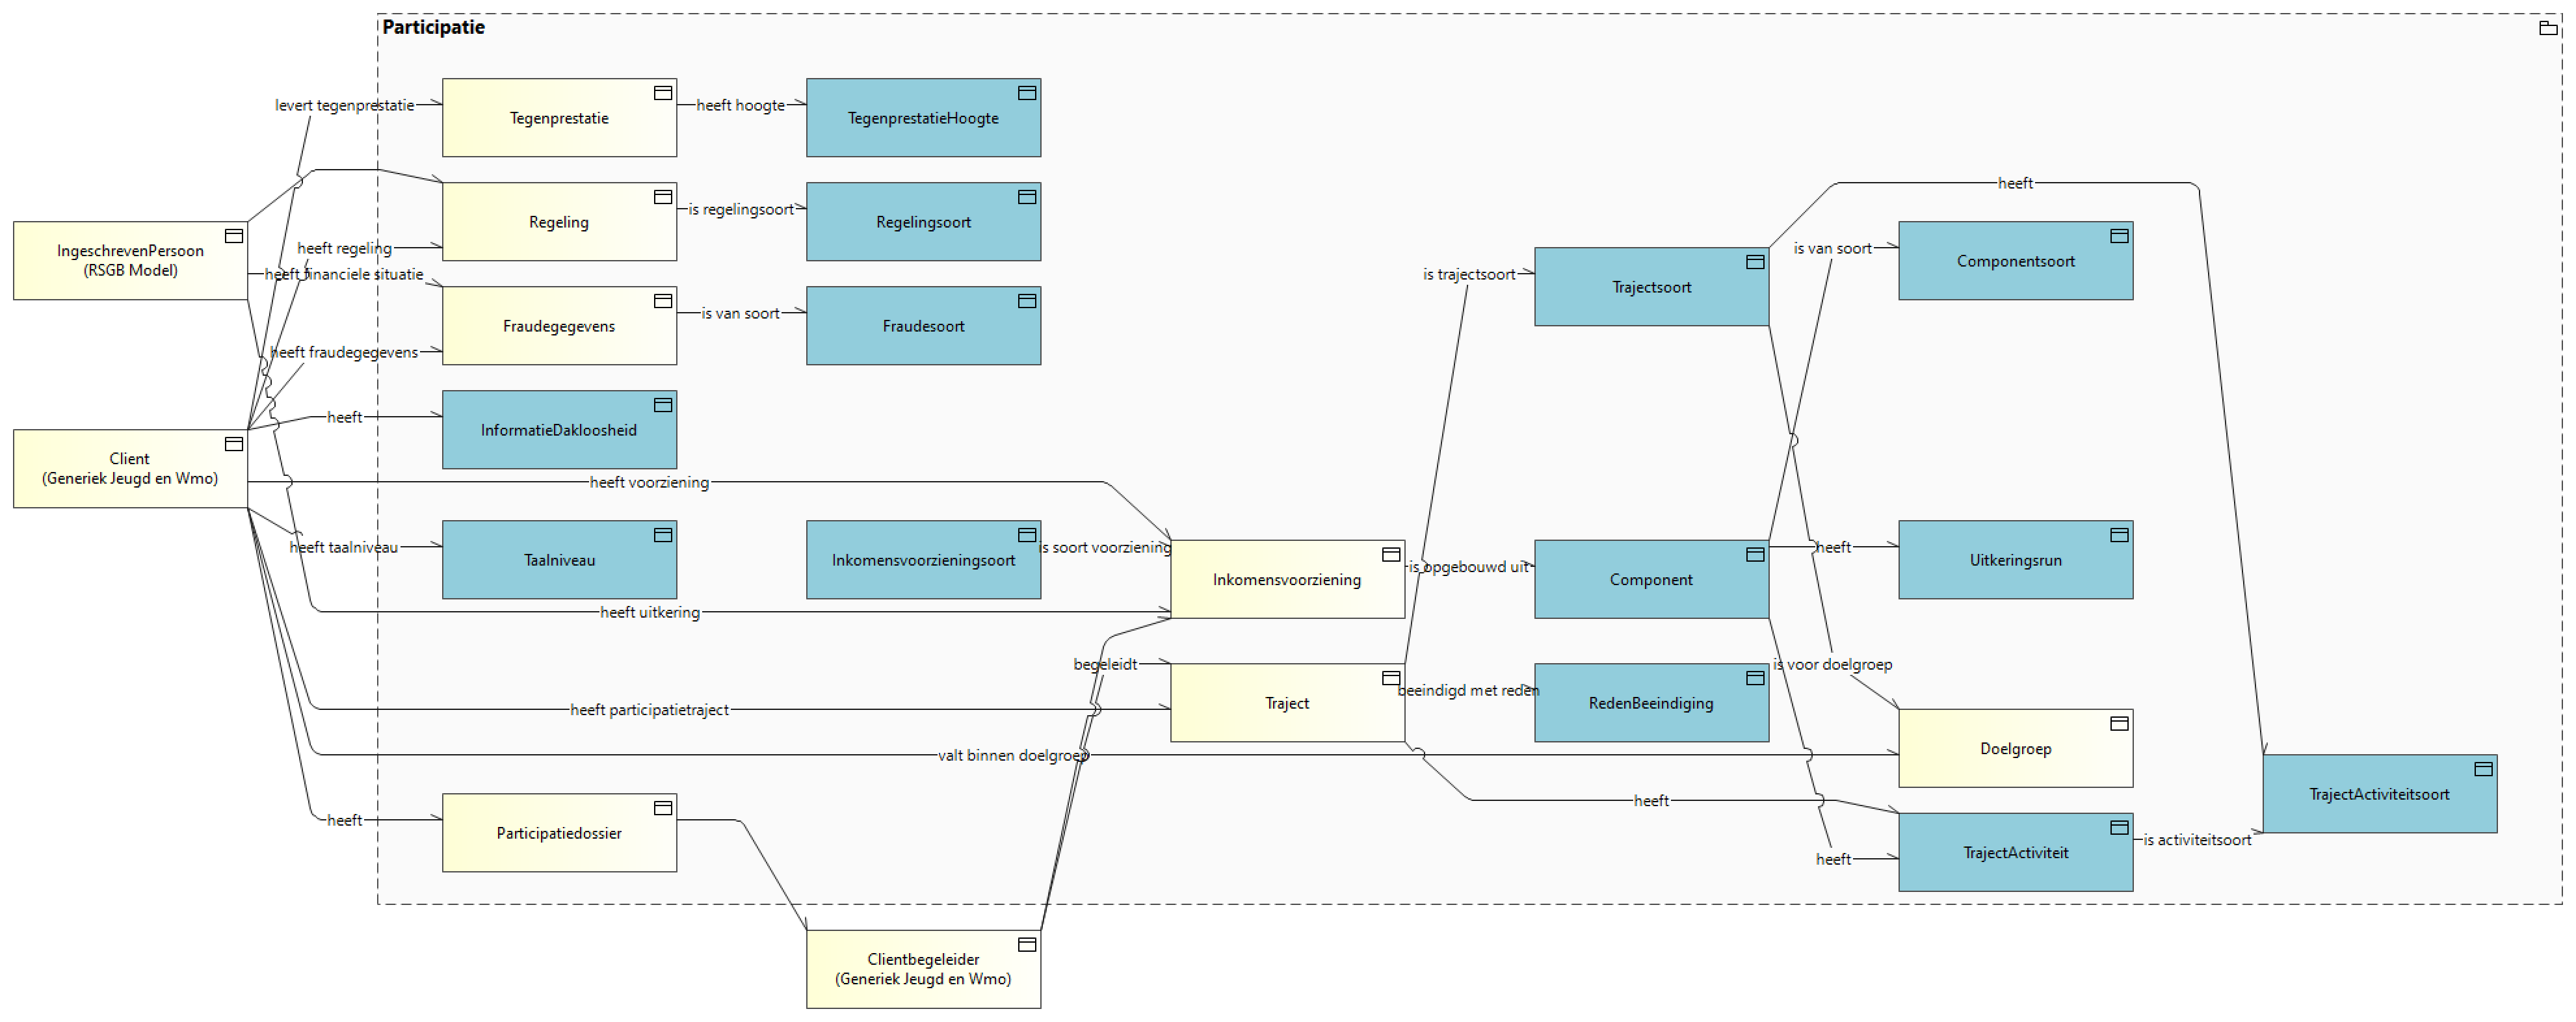 Participatie
levert tegenprestatie
Tegenprestatie
heeft hoogte
TegenprestatieHoogte
heeft
Regeling
is regelingsoort
Regelingsoort
IngeschrevenPersoon
(RSGB Model)
heeft regeling
is van soort
Componentsoort
heeft financiele situatie
is trajectsoort
Trajectsoort
Fraudegegevens
is van soort
Fraudesoort
heeft fraudegegevens
heeft
InformatieDakloosheid
Client
(Generiek Jeugd en Wmo)
heeft voorziening
heeft taalniveau
Taalniveau
Inkomensvoorzieningsoort
is soort voorziening
Inkomensvoorziening
is opgebouwd uit
Component
heeft
Uitkeringsrun
heeft uitkering
begeleidt
is voor doelgroep
Traject
beeindigd met reden
RedenBeeindiging
heeft participatietraject
valt binnen doelgroep
Doelgroep
TrajectActiviteitsoort
heeft
heeft
Participatiedossier
heeft
TrajectActiviteit
is activiteitsoort
Clientbegeleider
(Generiek Jeugd en Wmo)